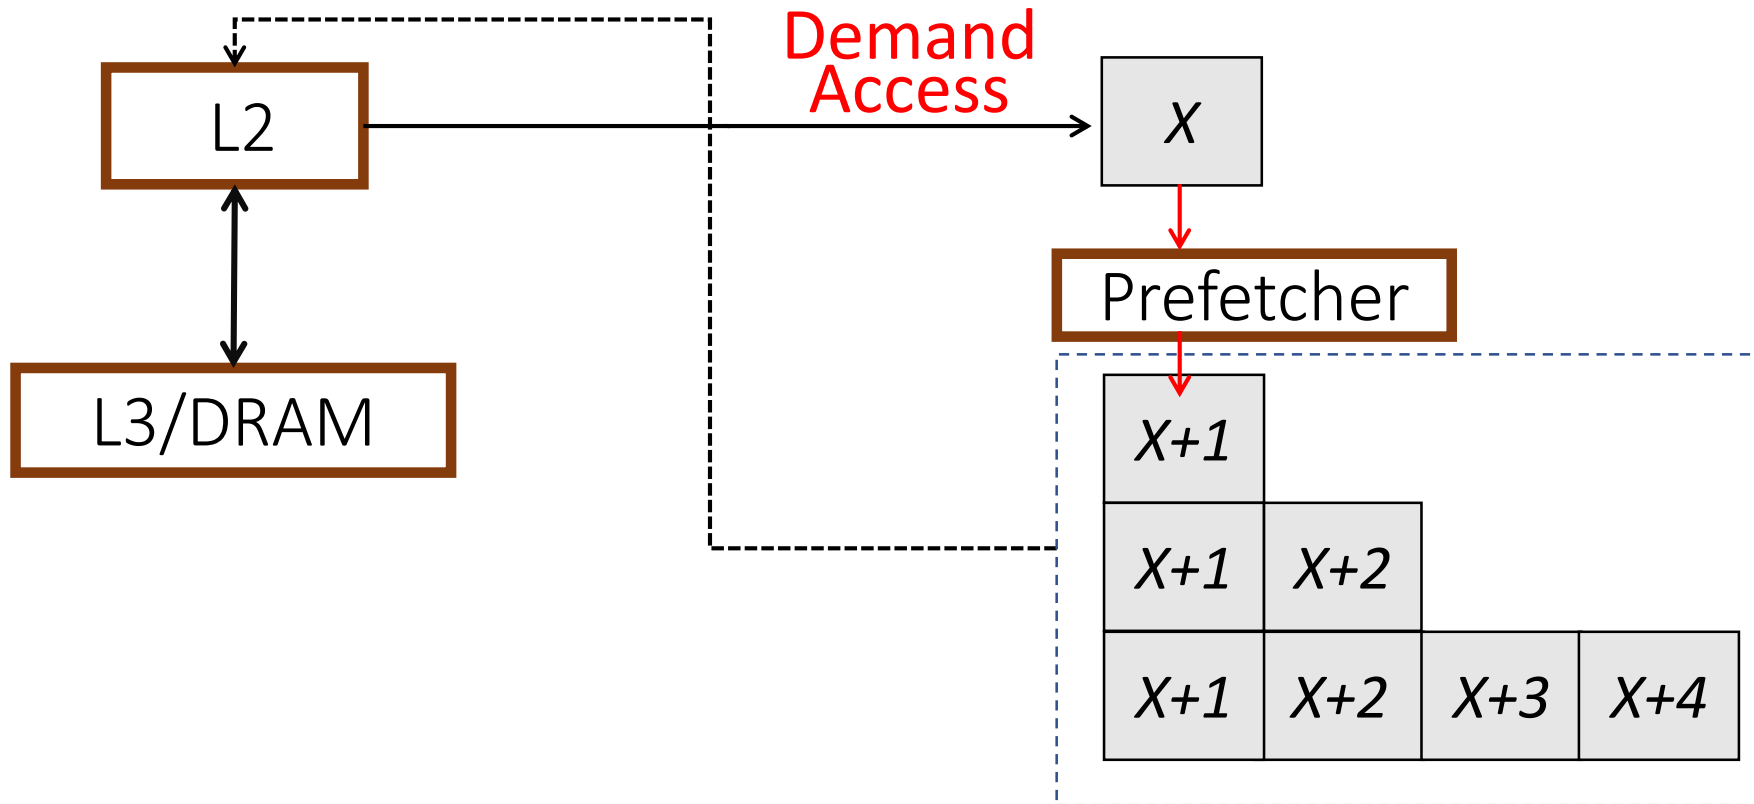 Demand
Access
L2
X
Prefetcher
L3/DRAM
X+1
X+1 X+2
X+1 X+2 X+3 X+4